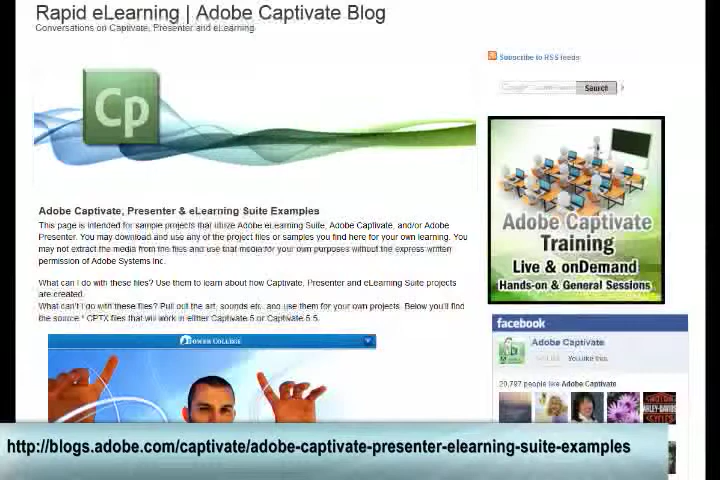 Rapid eLearning | Adobe Captivate Blog
Conversations on Captivate, Presenter and eLearning
Subscribe to RSS feeds
Search
Cp
Adobe Captivate
Training
Live & onDemand
Hands-on & General Sessions
Adobe Captivate, Presenter & eLearning Suite Examples
This page is intended for sample projects that utilize Adobe eLearning Suite, Adobe Captivate, and/or Adobe
Presenter. You may download and use any of the project files or samples you find here for your own learning. You
may not extract the media from the files and use that media for your own purposes without the express written
permission of Adobe Systems Inc.
What can I do with these files? Use them to learn about how Captivate, Presenter and eLearning Suite projects
are created.
What can't I do with these files? Pull out the art, sounds etc. and use them for your own projects. Below you'll find
the source *.CPTX files that will work in either Captivate 5 or Captivate 5.5.
POWER COLLEGE
facebook
Adobe Captivate
You like this.
20,797 people like Adobe Captivate
HARLEY-DAVIDS
http://blogs.adobe.com/captivate/adobe-captivate-presenter-elearning-suite-examples